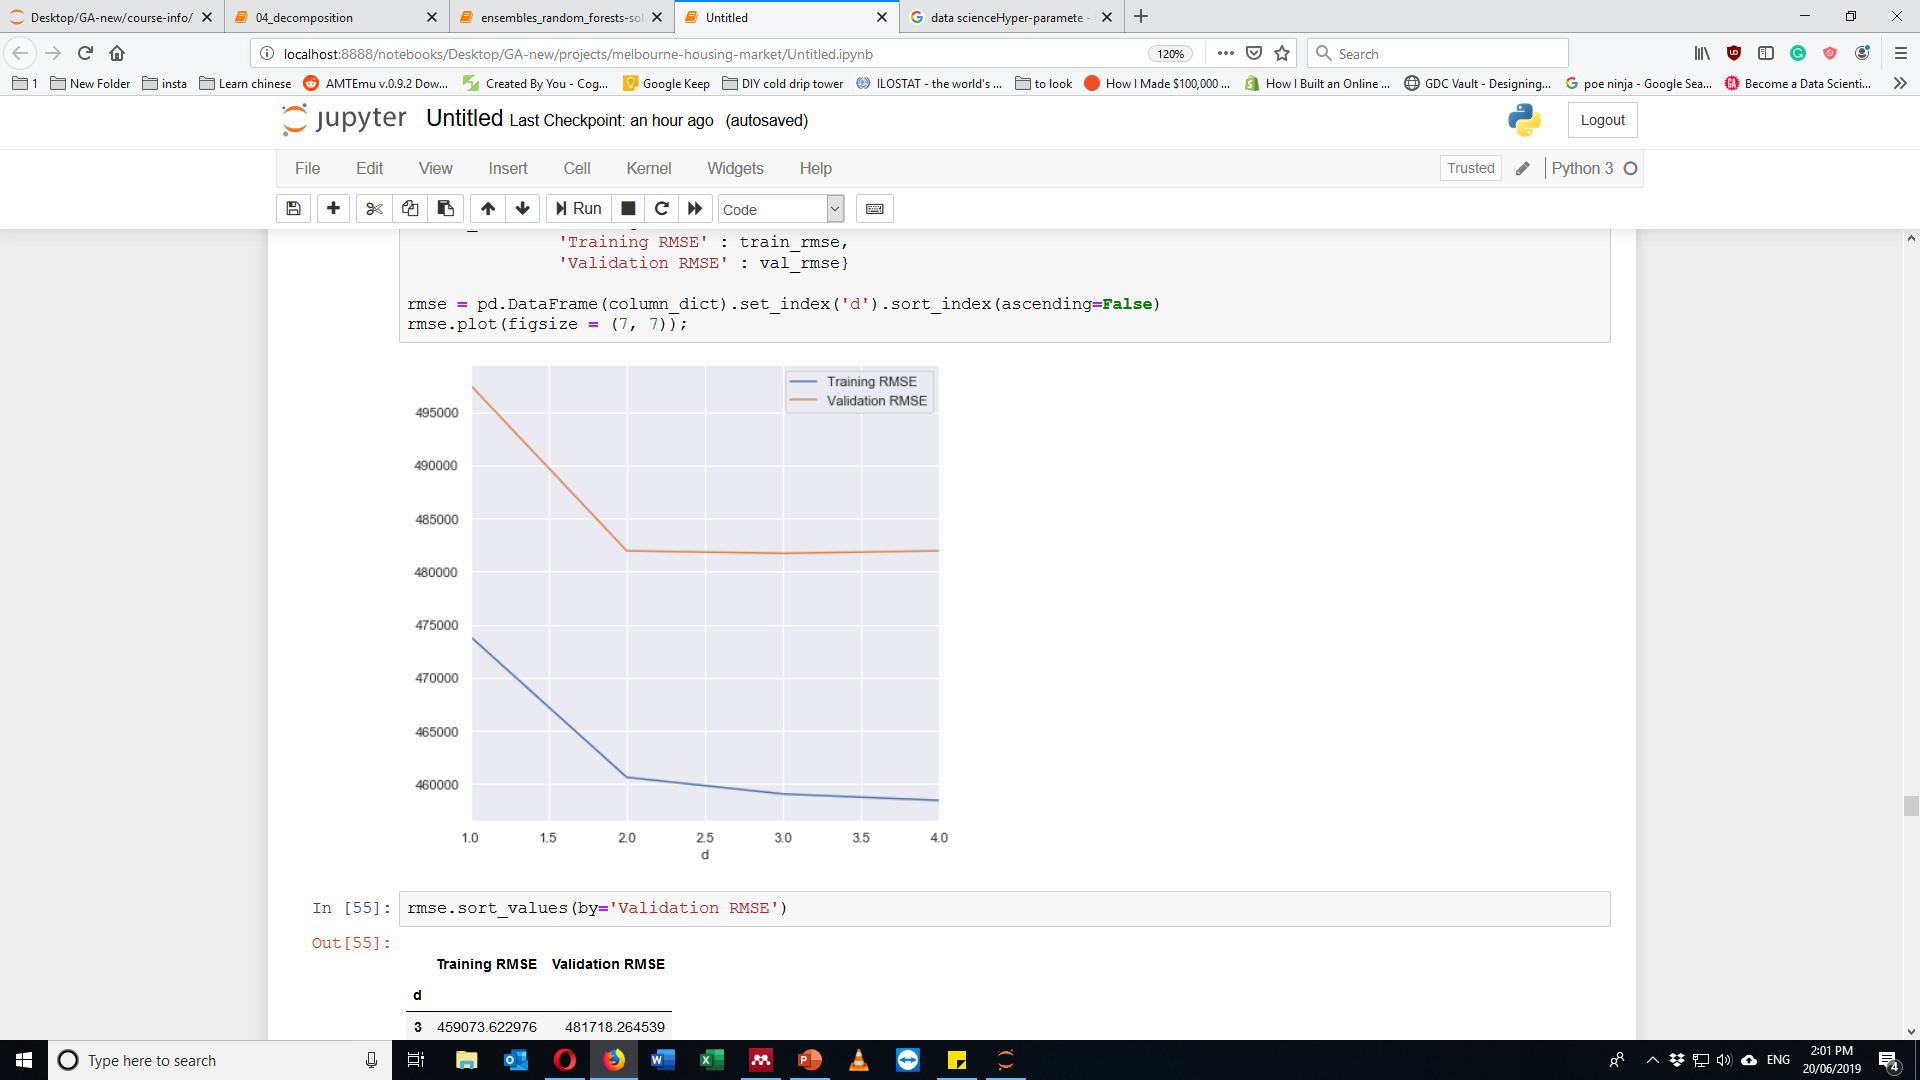 Desktop/GA-new/course-info/
04_decomposition
ensembles_random_forests-so
Untitled
data scienceHyper-paramete -
localhost:8888/notebooks/Desktop/GA-new/projects/melbourne-housing-market/Untitled.ipynb
120%
Search
1
New Folder
insta
Learn chinese
AMTEmu v.0.9.2 Dow...
Created By You - Cog...
Google Keep
DIY cold drip tower
ILOSTAT - the world's ...
to look
How I Made $100,000 ...
How I Built an Online ...
GDC Vault - Designing...
poe ninja - Google Sea...
Become a Data Scienti...
jupyter Untitled Last Checkpoint: an hour ago (autosaved)
Logout
File Edit View Insert Cell Kernel Widgets Help
Trusted
Python 3
Run
Code
'Training RMSE' : train_rmse,
'Validation RMSE' : val_rmse}
rmse = pd.DataFrame(column_dict).set_index('d').sort_index(ascending=False)
rmse.plot(figsize = (7, 7));
Training RMSE
Validation RMSE
495000
490000
485000
480000
475000
470000
465000
460000
1.0 1.5 2.0 2.5 3.0 3.5 4.0
d
In [55]: rmse.sort_values(by='Validation RMSE')
Out[55]:
Training RMSE Validation RMSE
d
3 459073.622976 481718.264539
Type here to search
ENG
2:01 PM
20/06/2019
4